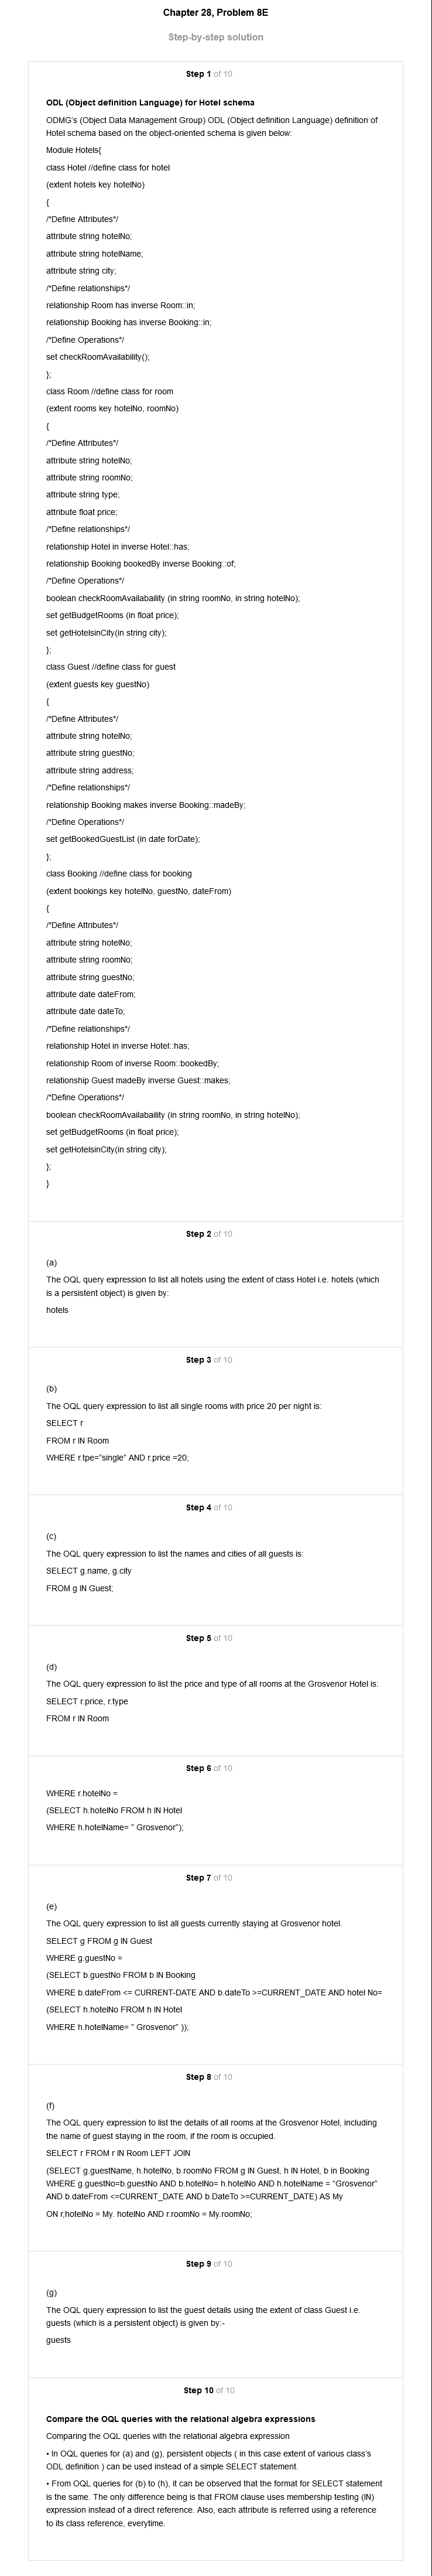 Chapter 28, Problem 8E
Step-by-step solution
Step 1 of 10
ODL (Object definition Language) for Hotel schema
ODMG's (Object Data Management Group) ODL (Object definition Language) definition of
Hotel schema based on the object-oriented schema is given below:
Module Hotels{
class Hotel //define class for hotel
(extent hotels key hotelNo)
{
/*Define Attributes*/
attribute string hotelNo;
attribute string hotelName;
attribute string city;
/*Define relationships*/
relationship Room has inverse Room::in;
relationship Booking has inverse Booking::in;
/*Define Operations*/
set checkRoomAvailability();
};
class Room //define class for room
(extent rooms key hotelNo, roomNo)
{
/*Define Attributes*/
attribute string hotelNo;
attribute string roomNo;
attribute string type;
attribute float price;
/*Define relationships*/
relationship Hotel in inverse Hotel::has;
relationship Booking bookedBy inverse Booking::of;
/*Define Operations*/
boolean checkRoomAvailabaility (in string roomNo, in string hotelNo);
set getBudgetRooms (in float price);
set getHotelsinCity(in string city);
};
class Guest //define class for guest
(extent guests key guestNo)
{
/*Define Attributes*/
attribute string hotelNo;
attribute string guestNo;
attribute string address;
/*Define relationships*/
relationship Booking makes inverse Booking::madeBy;
/*Define Operations*/
set getBookedGuestList (in date forDate);
};
class Booking //define class for booking
(extent bookings key hotelNo, guestNo, dateFrom)
{
/*Define Attributes*/
attribute string hotelNo;
attribute string roomNo;
attribute string guestNo;
attribute date dateFrom;
attribute date dateTo;
/*Define relationships*/
relationship Hotel in inverse Hotel::has;
relationship Room of inverse Room::bookedBy;
relationship Guest madeBy inverse Guest::makes;
/*Define Operations*/
boolean checkRoomAvailabaility (in string roomNo, in string hotelNo);
set getBudgetRooms (in float price);
set getHotelsinCity(in string city);
};
}
Step 2 of 10
(a)
The OQL query expression to list all hotels using the extent of class Hotel i.e. hotels (which
is a persistent object) is given by:
hotels
Step 3 of 10
(b)
The OQL query expression to list all single rooms with price 20 per night is:
SELECT r
FROM r IN Room
WHERE r.tpe="single" AND r.price =20;
Step 4 of 10
(c)
The OQL query expression to list the names and cities of all guests is:
SELECT g.name, g.city
FROM g IN Guest;
Step 5 of 10
(d)
The OQL query expression to list the price and type of all rooms at the Grosvenor Hotel is:
SELECT r.price, r.type
FROM r IN Room
Step 6 of 10
WHERE r.hotelNo =
(SELECT h.hotelNo FROM h IN Hotel
WHERE h.hotelName= " Grosvenor");
Step 7 of 10
(e)
The OQL query expression to list all guests currently staying at Grosvenor hotel.
SELECT g FROM g IN Guest
WHERE g.guestNo =
(SELECT b.guestNo FROM b IN Booking
WHERE b.dateFrom <= CURRENT-DATE AND b.dateTo >=CURRENT_DATE AND hotel No=
(SELECT h.hotelNo FROM h IN Hotel
WHERE h.hotelName= " Grosvenor" ));
Step 8 of 10
(f)
The OQL query expression to list the details of all rooms at the Grosvenor Hotel, including
the name of guest staying in the room, if the room is occupied.
SELECT r FROM r IN Room LEFT JOIN
(SELECT g.guestName, h.hotelNo, b.roomNo FROM g IN Guest, h IN Hotel, b in Booking
WHERE g.guestNo=b.guestNo AND b.hotelNo= h.hotelNo AND h.hotelName = "Grosvenor"
AND b.dateFrom <=CURRENT_DATE AND b.DateTo >=CURRENT_DATE) AS My
ON r,hotelNo = My. hotelNo AND r.roomNo = My.roomNo;
Step 9 of 10
(g)
The OQL query expression to list the guest details using the extent of class Guest i.e.
guests (which is a persistent object) is given by:-
guests
Step 10 of 10
Compare the OQL queries with the relational algebra expressions
Comparing the OQL queries with the relational algebra expression
• In OQL queries for (a) and (g), persistent objects ( in this case extent of various class's
ODL definition ) can be used instead of a simple SELECT statement.
• From OQL queries for (b) to (h), it can be observed that the format for SELECT statement
is the same. The only difference being is that FROM clause uses membership testing (IN)
expression instead of a direct reference. Also, each attribute is referred using a reference
to its class reference, everytime.